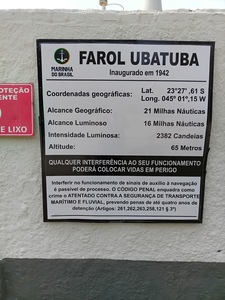 PROTEÇÃO
ENTE
O
DE LIXO
MARINHA
DO BRASIL
FAROL UBATUBA
Inaugurado em 1942
Coordenadas geográficas:
Lat. 23°27',61 S
Long. 045°01',15 W
Alcance Geográfico: 21 Milhas Náuticas
Alcance Luminoso 16 Milhas Náuticas
Intensidade Luminosa: 2382 Candeias
Altitude: 65 Metros
QUALQUER INTERFERÊNCIA AO SEU FUNCIONAMENTO
PODERÁ COLOCAR VIDAS EM PERIGO
Interferir no funcionamento de sinais de auxílio à navegação
é passível de processo. O CÓDIGO PENAL enquadra como
crime o ATENTADO CONTRA A SEGURANÇA DE TRANSPORTE
MARÍTIMO E FLUVIAL, prevendo penas de até quatro anos de
detenção (Artigos: 261,262,263,258,121 § 3º)